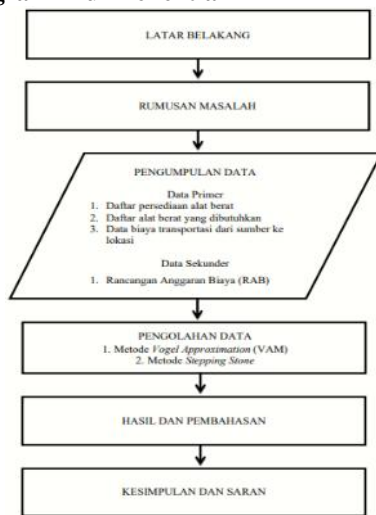 LATAR BELAKANG
RUMUSAN MASALAH
PENGUMPULAN DATA
Data Primer
1. Daftar persediaan alat berat
2. Daftar alat berat yang dibutuhkan
3. Data biaya transportasi dari sumber ke
lokasi
Data Sekunder
1. Rancangan Anggaran Biaya (RAB)
PENGOLAHAN DATA
1. Metode Vogel Approximation (VAM)
2. Metode Stepping Stone
HASIL DAN PEMBAHASAN
KESIMPULAN DAN SARAN